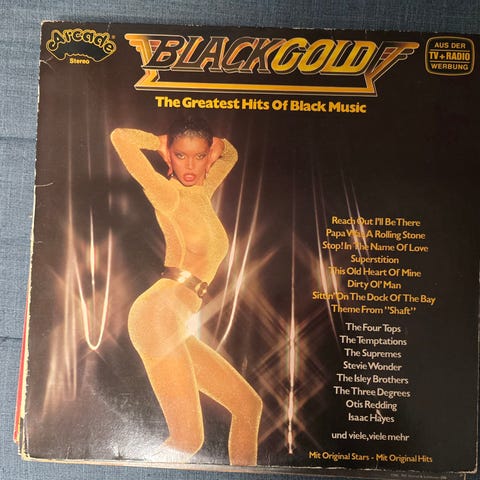 Arcade
Stereo
BLACK GOLD
AUS DER
TV + RADIO
WERBUNG
The Greatest Hits Of Black Music
Reach Out I'll Be There
Papa Was A Rolling Stone
Stop! In The Name Of Love
Superstition
This Old Heart Of Mine
Dirty Ol' Man
Sittin' On The Dock Of The Bay
Theme From "Shaft"
The Four Tops
The Temptations
The Supremes
Stevie Wonder
The Isley Brothers
The Three Degrees
Otis Redding
Isaac Hayes
und viele, viele mehr
Mit Original Stars - Mit Original Hits